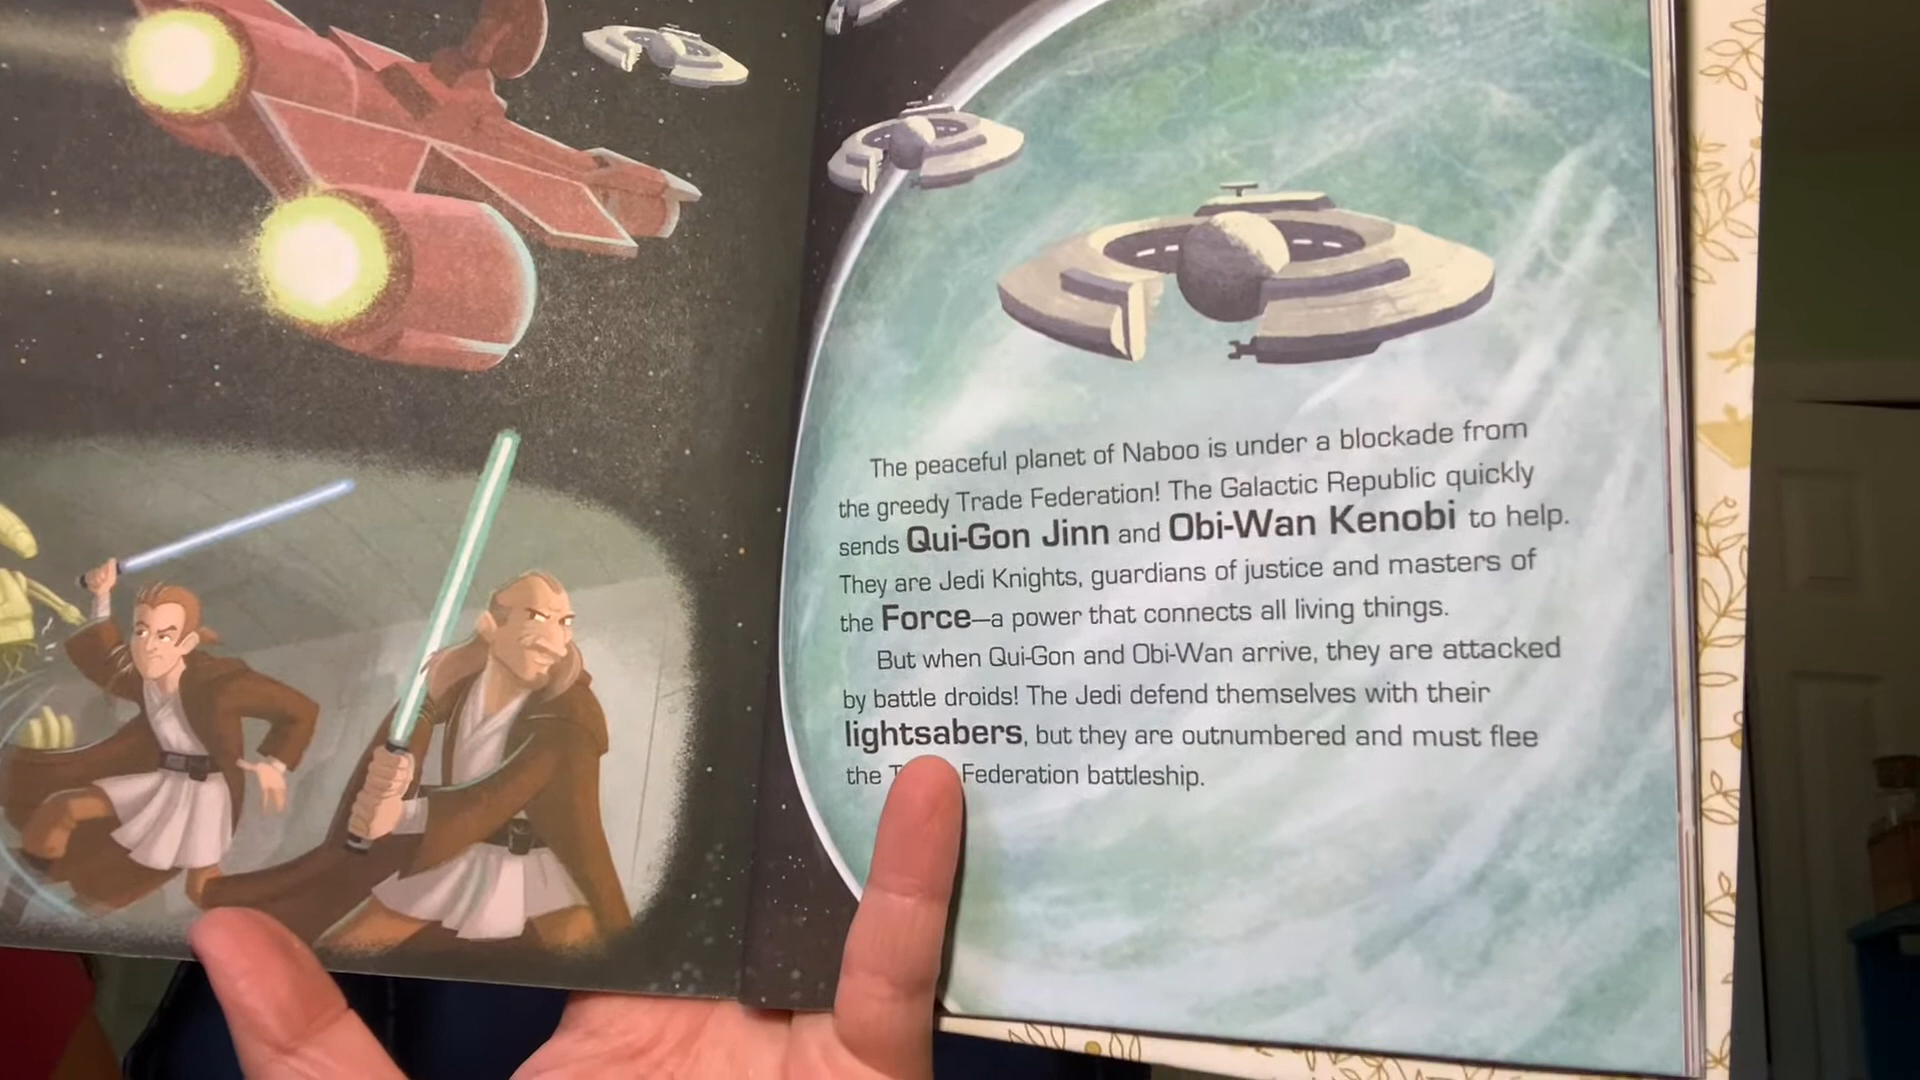 The peaceful planet of Naboo is under a blockade from
the greedy Trade Federation! The Galactic Republic quickly
sends Qui-Gon Jinn and Obi-Wan Kenobi to help.
They are Jedi Knights, guardians of justice and masters of
the Force—a power that connects all living things.
But when Qui-Gon and Obi-Wan arrive, they are attacked
by battle droids! The Jedi defend themselves with their
lightsabers, but they are outnumbered and must flee
the Federation battleship.